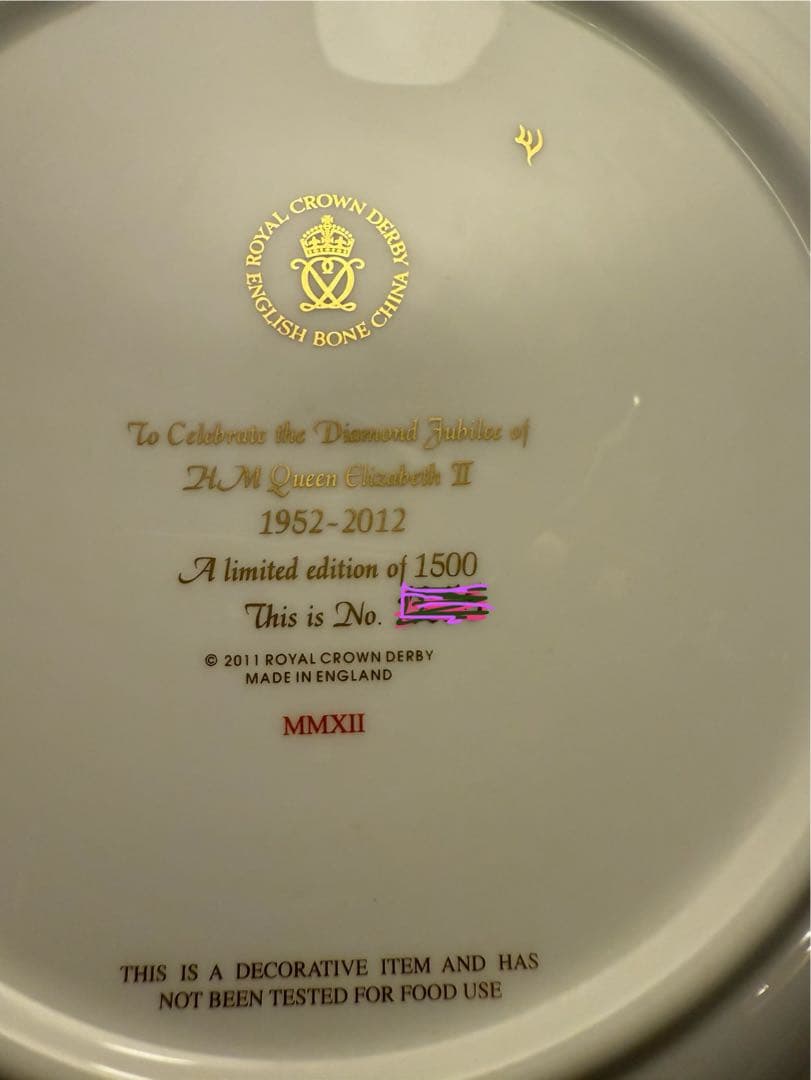 ROYAL CROWN DERBY
ENGLISH BONE CHINA
To Celebrate the Diamond Jubilee of
HM Queen Elizabeth II
1952-2012
A limited edition of 1500
This is No.
© 2011 ROYAL CROWN DERBY
MADE IN ENGLAND
MMXII
THIS IS A DECORATIVE ITEM AND HAS
NOT BEEN TESTED FOR FOOD USE